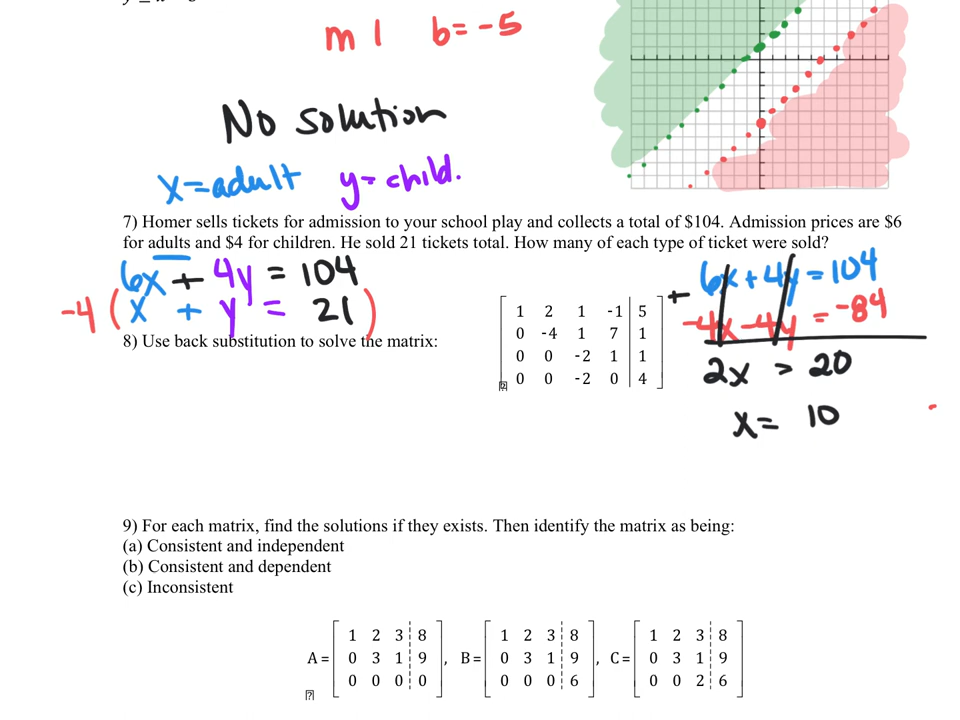 m 1 b=-5
No solution
x=adult y=child.
7) Homer sells tickets for admission to your school play and collects a total of $104. Admission prices are $6
for adults and $4 for children. He sold 21 tickets total. How many of each type of ticket were sold?
6x + 4y = 104
-4 ( x + y = 21 )
6x + 4y = 104
+ -4x - 4y = -84
2x = 20
x = 10
8) Use back substitution to solve the matrix:
1 2 1 -1 5
0 -4 1 7 1
0 0 -2 1 1
0 0 -2 0 4
9) For each matrix, find the solutions if they exists. Then identify the matrix as being:
(a) Consistent and independent
(b) Consistent and dependent
(c) Inconsistent
1 2 3 8 1 2 3 8 1 2 3 8
A = 0 3 1 9 , B = 0 3 1 9 , C = 0 3 1 9
0 0 0 0 0 0 0 6 0 0 2 6